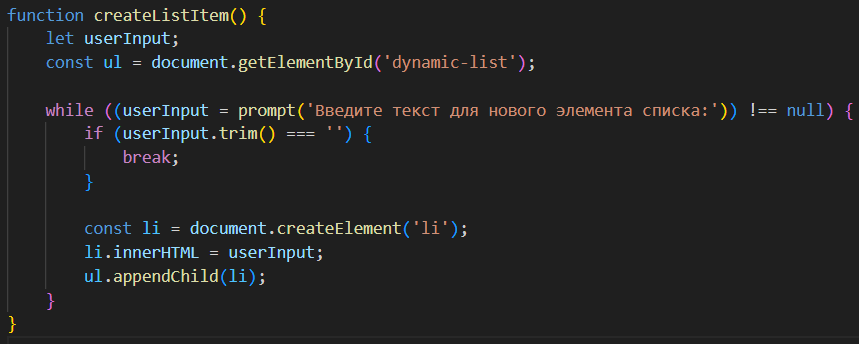 function createListItem() {
    let userInput;
    const ul = document.getElementById('dynamic-list');

    while ((userInput = prompt('Введите текст для нового элемента списка:')) !== null) {
        if (userInput.trim() === '') {
            break;
        }

        const li = document.createElement('li');
        li.innerHTML = userInput;
        ul.appendChild(li);
    }
}